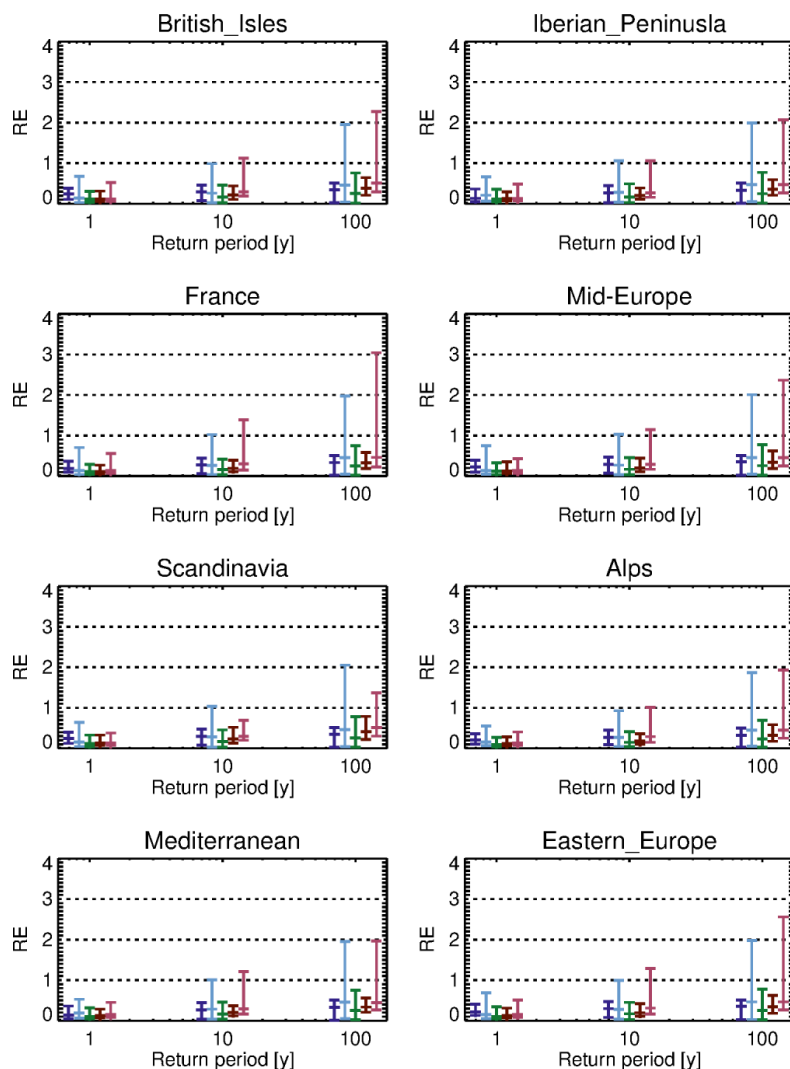 British_Isles
4
3
2
1
0
RE
1
10
100
Return period [y]
Iberian_Peninusla
4
3
2
1
0
RE
1
10
100
Return period [y]
France
4
3
2
1
0
RE
1
10
100
Return period [y]
Mid-Europe
4
3
2
1
0
RE
1
10
100
Return period [y]
Scandinavia
4
3
2
1
0
RE
1
10
100
Return period [y]
Alps
4
3
2
1
0
RE
1
10
100
Return period [y]
Mediterranean
4
3
2
1
0
RE
1
10
100
Return period [y]
Eastern_Europe
4
3
2
1
0
RE
1
10
100
Return period [y]